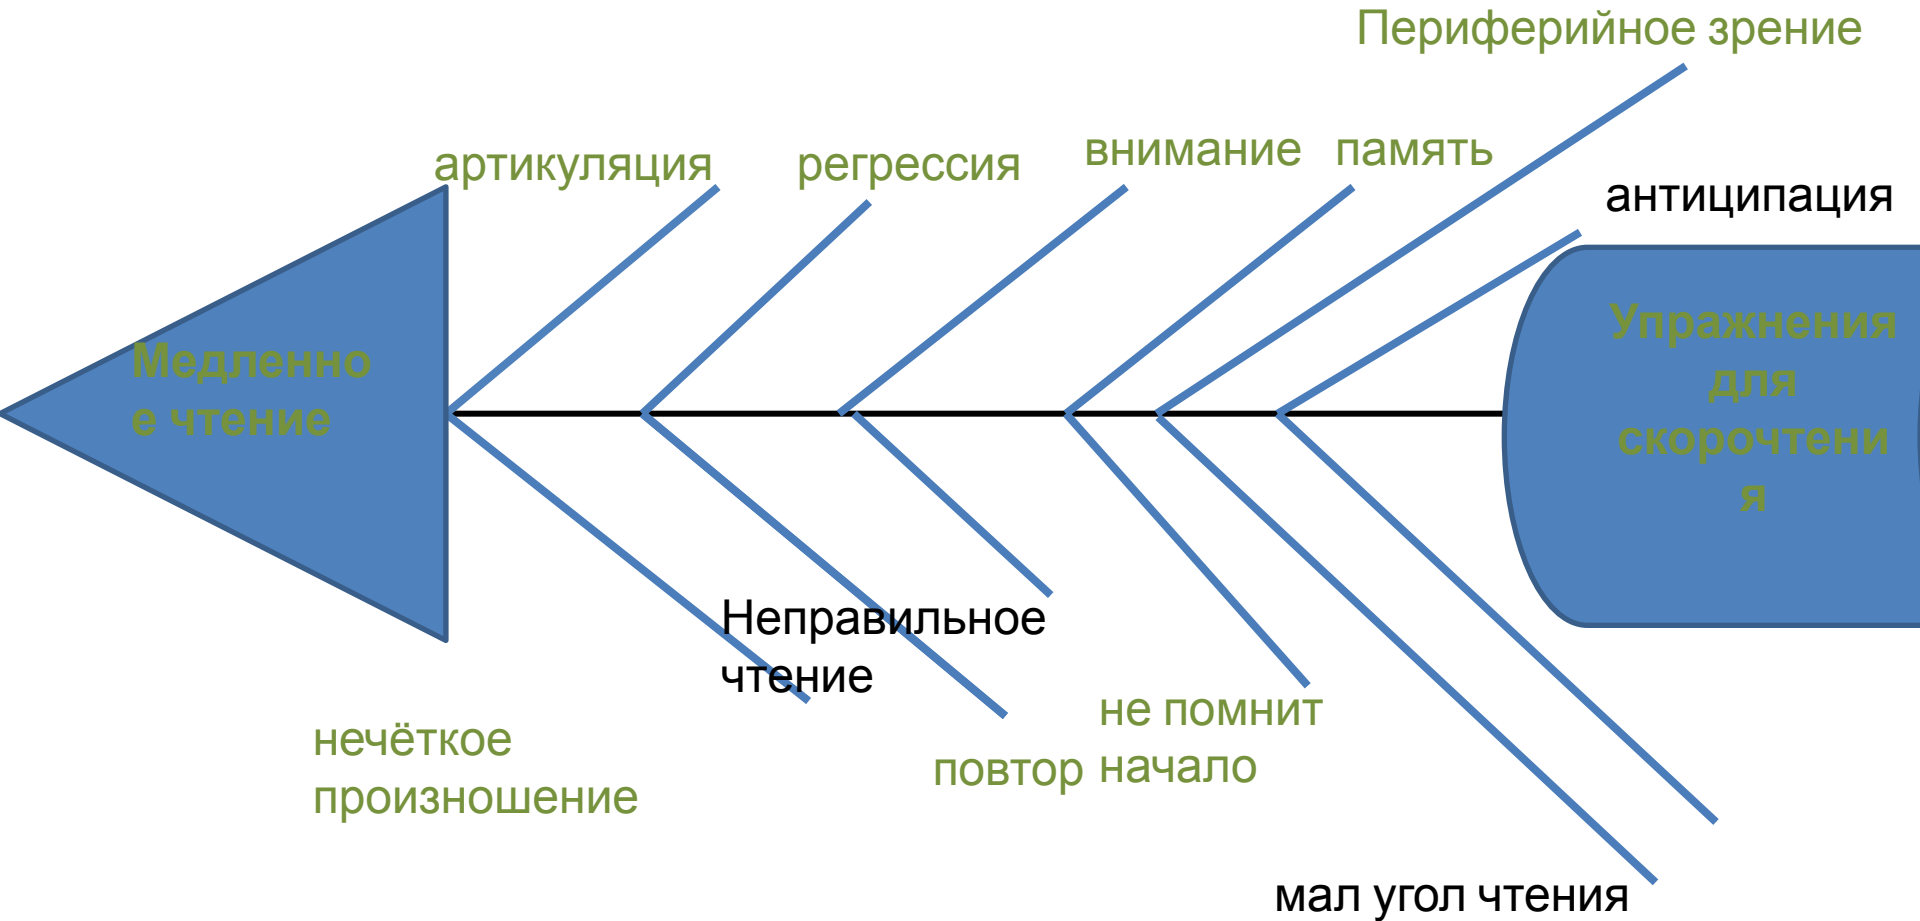 Периферийное зрение
артикуляция
регрессия
внимание
память
антиципация
Медленно
е чтение
Упражнения
для
скорочтени
я
Неправильное
чтение
нечёткое
произношение
повтор
не помнит
начало
мал угол чтения